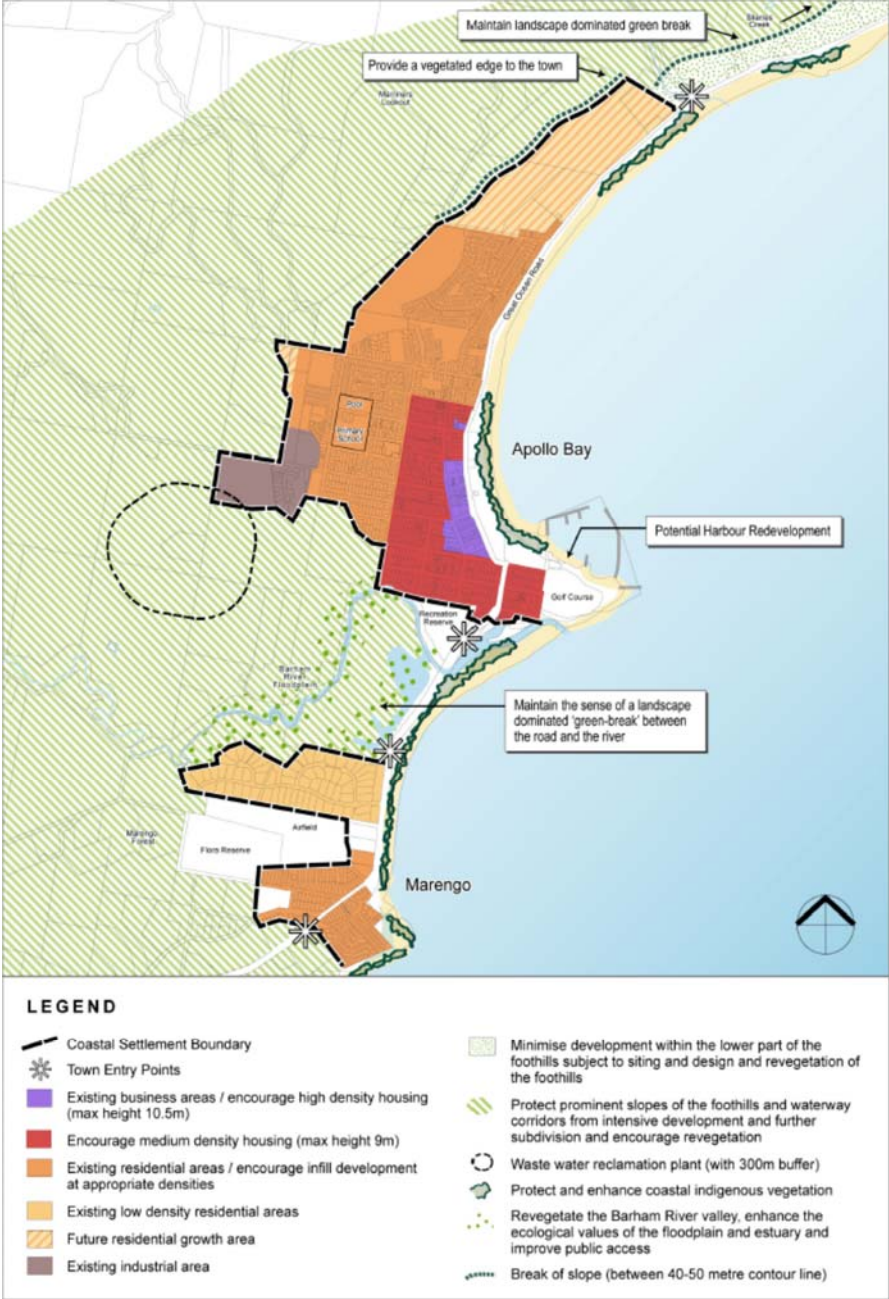 Skenes
Creek
Maintain landscape dominated green break
Provide a vegetated edge to the town
Mariners
Lookout
Great Ocean Road
Pool
Primary
School
Apollo Bay
Potential Harbour Redevelopment
Golf Course
Recreation
Reserve
Barham
River
Floodplain
Maintain the sense of a landscape
dominated 'green-break' between
the road and the river
Airfield
Marengo
Forest
Flora Reserve
Marengo
LEGEND
Coastal Settlement Boundary
Town Entry Points
Existing business areas / encourage high density housing
(max height 10.5m)
Encourage medium density housing (max height 9m)
Existing residential areas / encourage infill development
at appropriate densities
Existing low density residential areas
Future residential growth area
Existing industrial area
Minimise development within the lower part of the
foothills subject to siting and design and revegetation of
the foothills
Protect prominent slopes of the foothills and waterway
corridors from intensive development and further
subdivision and encourage revegetation
Waste water reclamation plant (with 300m buffer)
Protect and enhance coastal indigenous vegetation
Revegetate the Barham River valley, enhance the
ecological values of the floodplain and estuary and
improve public access
Break of slope (between 40-50 metre contour line)